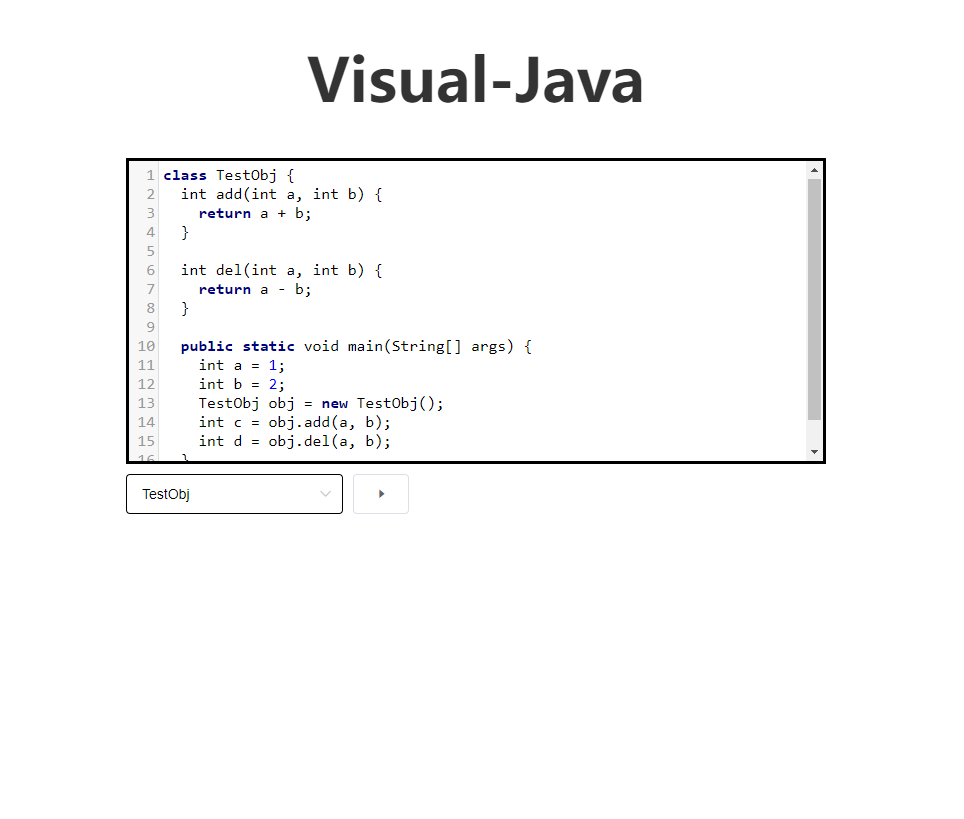 Visual-Java
1 class TestObj {
2   int add(int a, int b) {
3     return a + b;
4   }
5
6   int del(int a, int b) {
7     return a - b;
8   }
9
10   public static void main(String[] args) {
11     int a = 1;
12     int b = 2;
13     TestObj obj = new TestObj();
14     int c = obj.add(a, b);
15     int d = obj.del(a, b);
16   }
TestObj